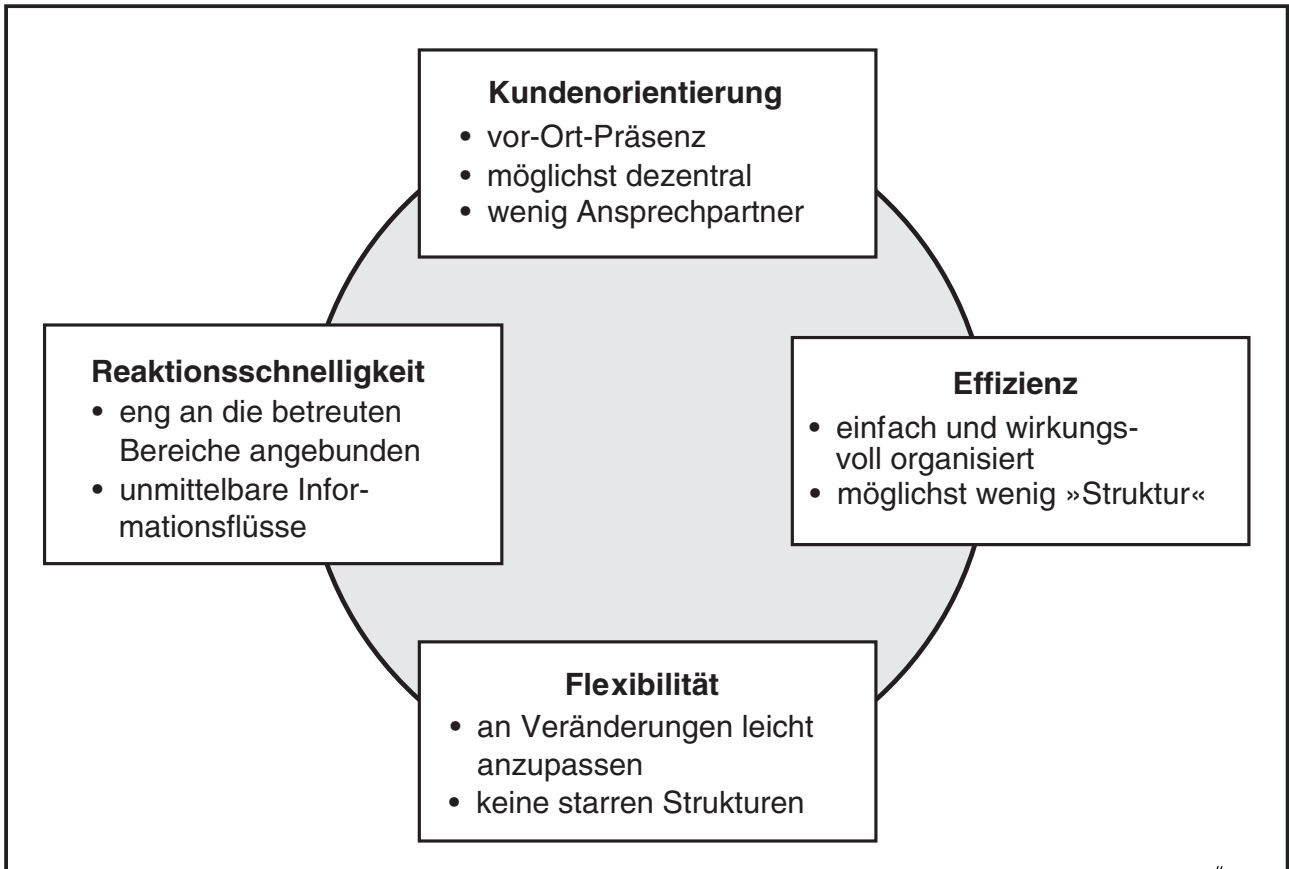 Kundenorientierung
• vor-Ort-Präsenz
• möglichst dezentral
• wenig Ansprechpartner
Reaktionsschnelligkeit
• eng an die betreuten
Bereiche angebunden
• unmittelbare Infor-
mationsflüsse
Effizienz
• einfach und wirkungs-
voll organisiert
• möglichst wenig »Struktur«
Flexibilität
• an Veränderungen leicht
anzupassen
• keine starren Strukturen